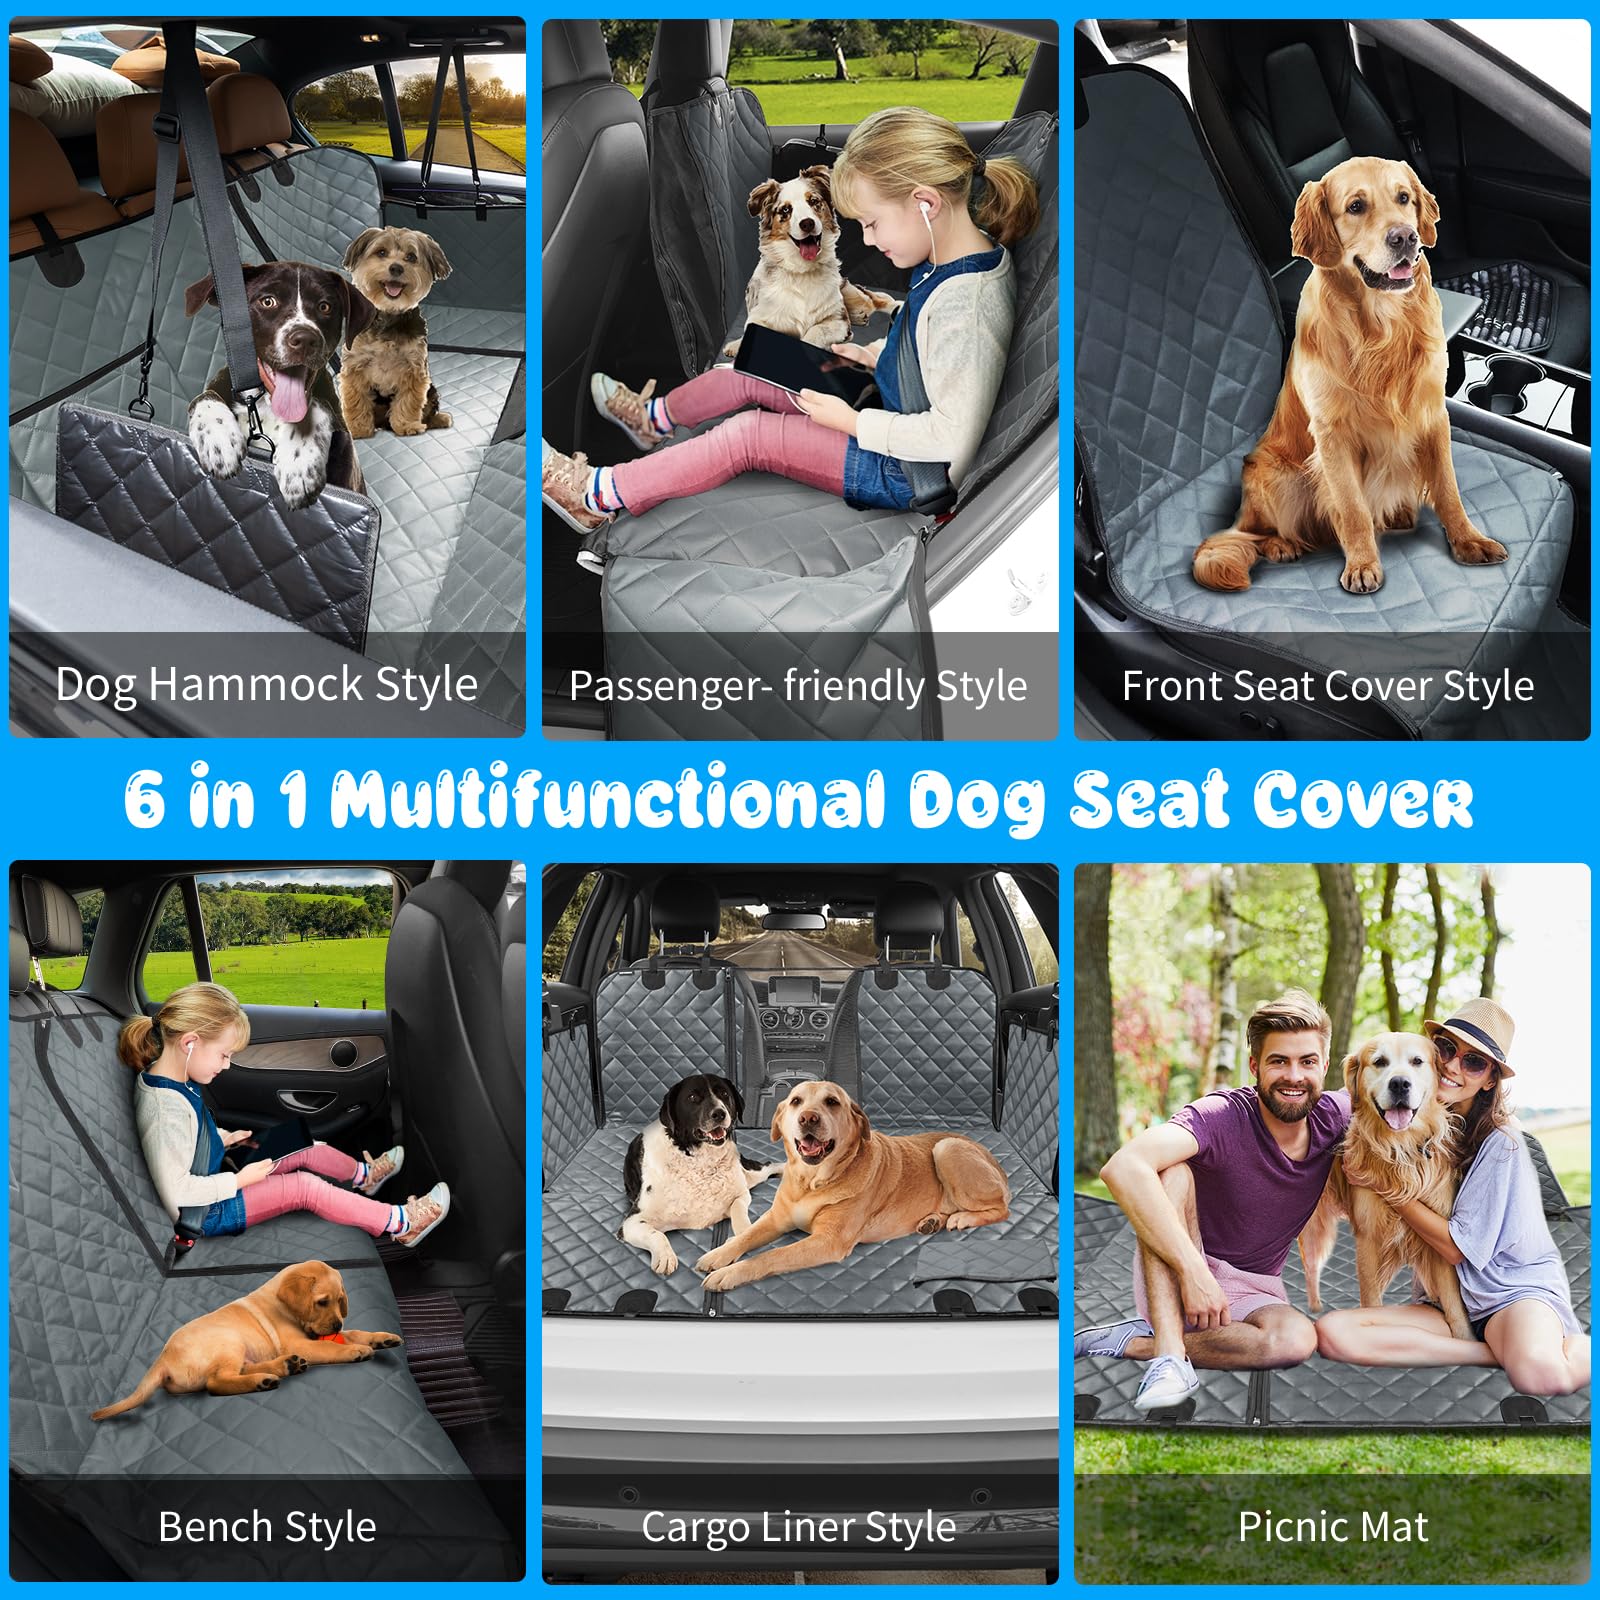 Dog Hammock Style
Passenger- friendly Style
Front Seat Cover Style
6 in 1 Multifunctional Dog Seat Cover
Bench Style
Cargo Liner Style
Picnic Mat